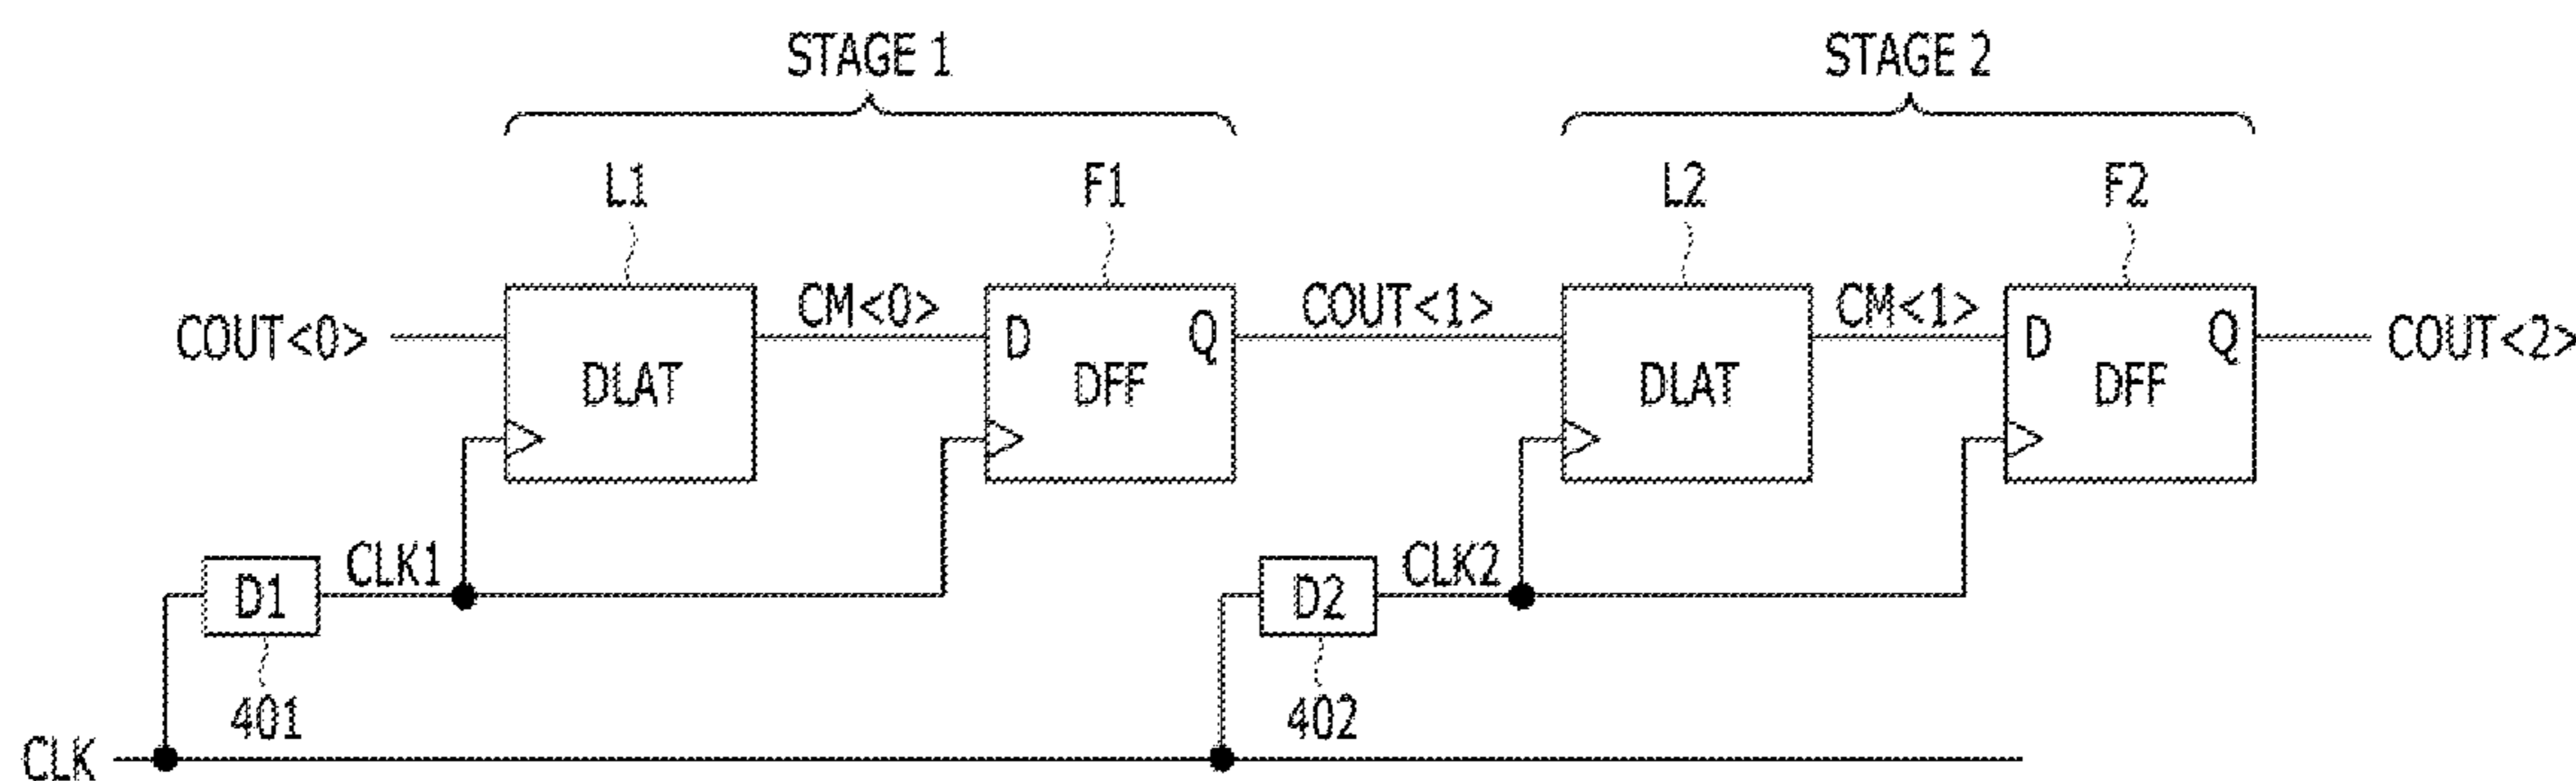 STAGE 1
STAGE 2
L1
F1
L2
F2
COUT<0>
DLAT
CM<0>
D
DFF
Q
COUT<1>
DLAT
CM<1>
D
DFF
Q
COUT<2>
D1
CLK1
D2
CLK2
401
402
CLK